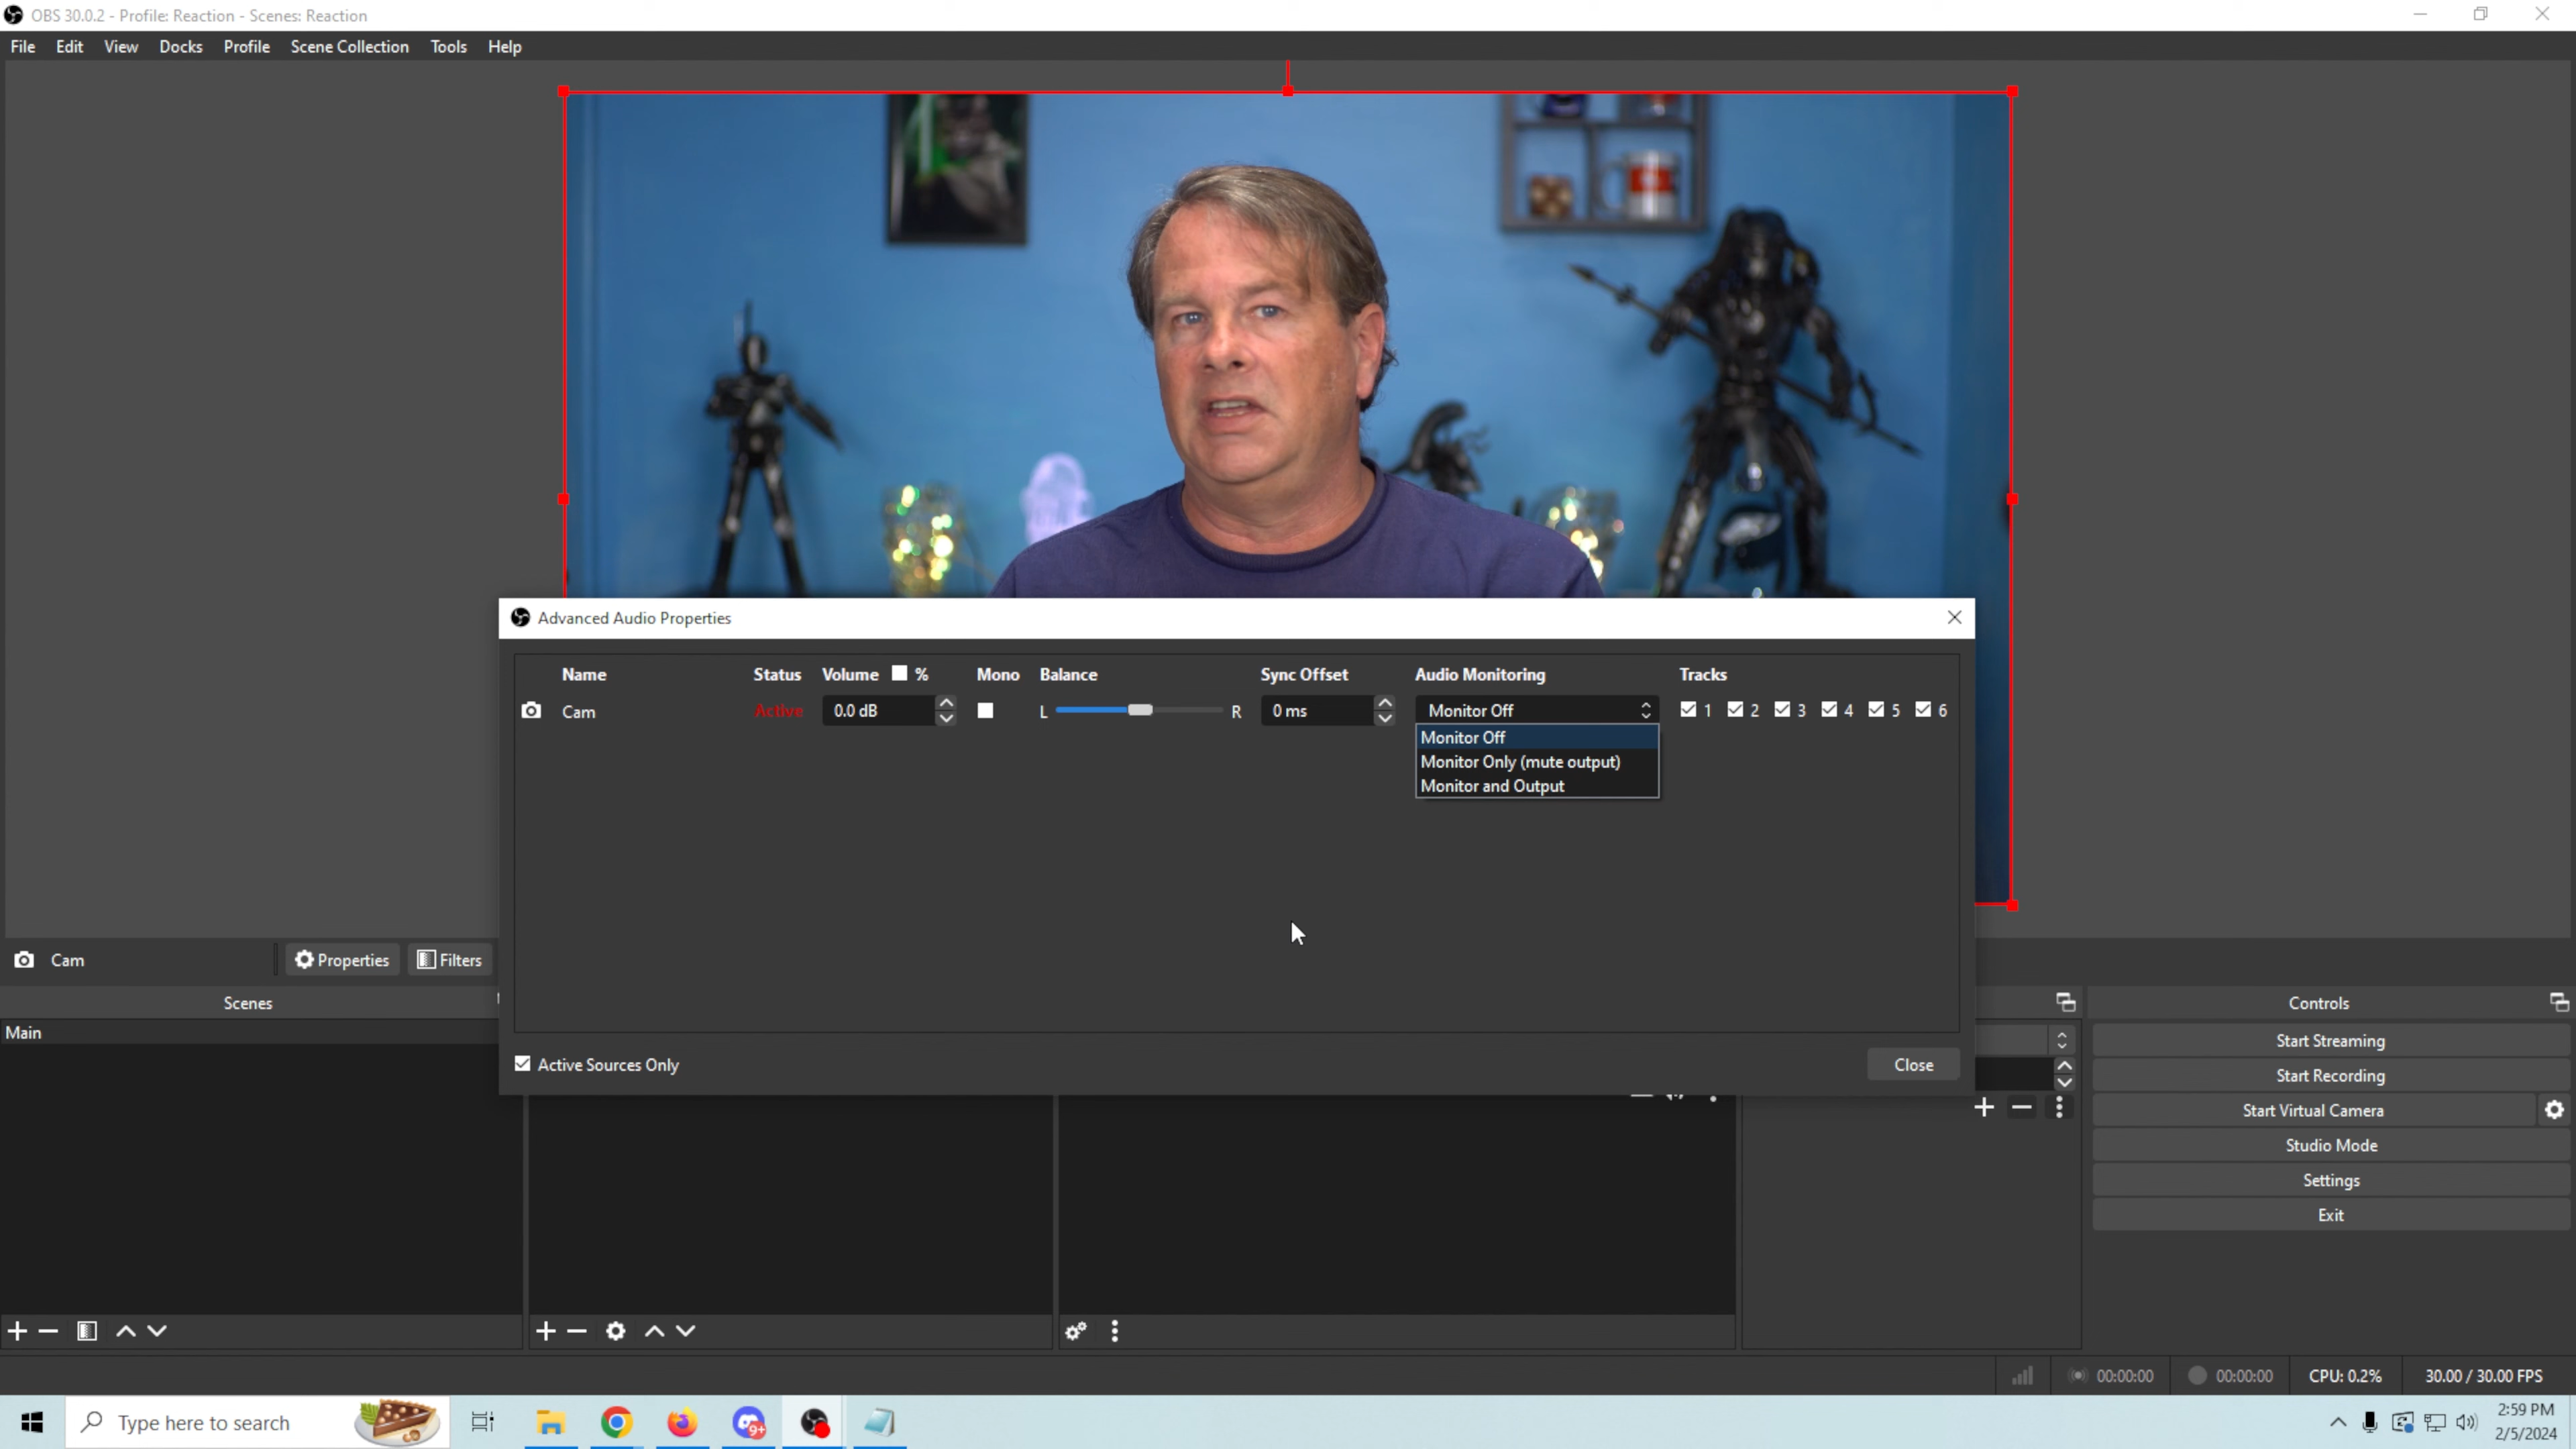 OBS 30.0.2 - Profile: Reaction - Scenes: Reaction
File Edit View Docks Profile Scene Collection Tools Help
Advanced Audio Properties
Name Status Volume % Mono Balance Sync Offset Audio Monitoring Tracks
Cam Active 0.0 dB L R 0 ms Monitor Off 1 2 3 4 5 6
Monitor Off
Monitor Only (mute output)
Monitor and Output
Active Sources Only Close
Cam Properties Filters
Scenes Controls
Main
Start Streaming
Start Recording
Start Virtual Camera
Studio Mode
Settings
Exit
00:00:00 00:00:00 CPU: 0.2% 30.00 / 30.00 FPS
Type here to search
9+
2:59 PM
2/5/2024